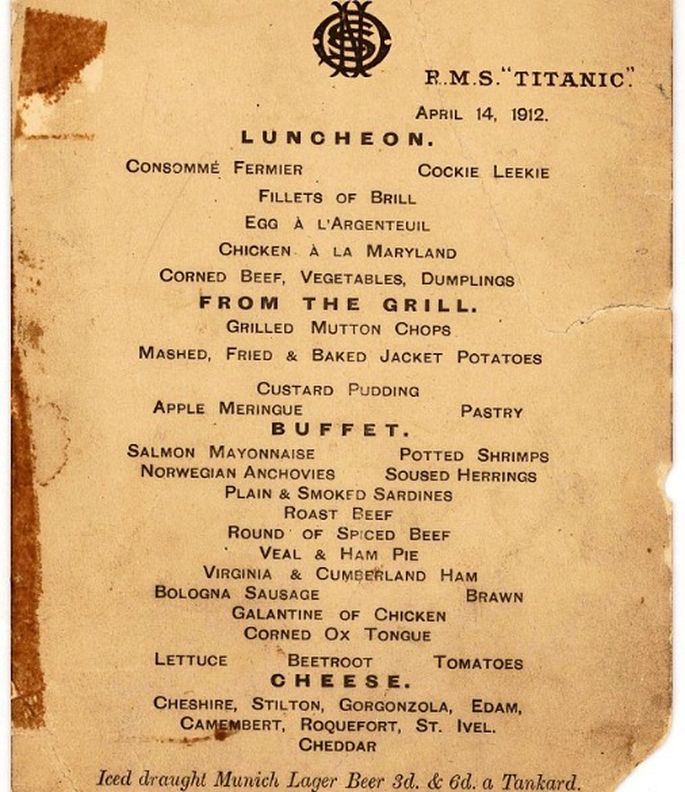 R.M.S. "TITANIC."
APRIL 14, 1912.
LUNCHEON.
CONSOMMÉ FERMIER COCKIE LEEKIE
FILLETS OF BRILL
EGG À L'ARGENTEUIL
CHICKEN À LA MARYLAND
CORNED BEEF, VEGETABLES, DUMPLINGS
FROM THE GRILL.
GRILLED MUTTON CHOPS
MASHED, FRIED & BAKED JACKET POTATOES
CUSTARD PUDDING
APPLE MERINGUE PASTRY
BUFFET.
SALMON MAYONNAISE POTTED SHRIMPS
NORWEGIAN ANCHOVIES SOUSED HERRINGS
PLAIN & SMOKED SARDINES
ROAST BEEF
ROUND OF SPICED BEEF
VEAL & HAM PIE
VIRGINIA & CUMBERLAND HAM
BOLOGNA SAUSAGE BRAWN
GALANTINE OF CHICKEN
CORNED OX TONGUE
LETTUCE BEETROOT TOMATOES
CHEESE.
CHESHIRE, STILTON, GORGONZOLA, EDAM,
CAMEMBERT, ROQUEFORT, ST. IVEL.
CHEDDAR
Iced draught Munich Lager Beer 3d. & 6d. a Tankard.